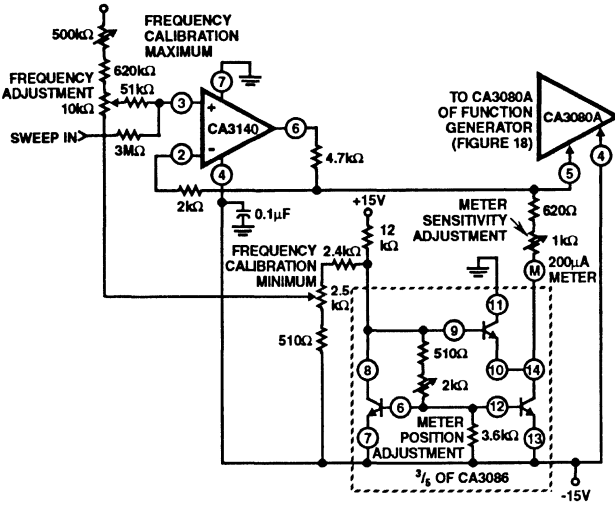 500kΩ
FREQUENCY
CALIBRATION
MAXIMUM
620kΩ
FREQUENCY
ADJUSTMENT
10kΩ
51kΩ
SWEEP IN
3MΩ
7
3
+
CA3140
6
2
-
4
4.7kΩ
2kΩ
0.1μF
TO CA3080A
OF FUNCTION
GENERATOR
(FIGURE 18)
CA3080A
4
5
+15V
12
kΩ
METER
SENSITIVITY
ADJUSTMENT
620Ω
1kΩ
M
200μA
METER
FREQUENCY
CALIBRATION
MINIMUM
2.4kΩ
2.5
kΩ
510Ω
11
9
510Ω
8
10
14
2kΩ
6
12
7
METER
POSITION
ADJUSTMENT
3.6kΩ
13
3/5 OF CA3086
-15V